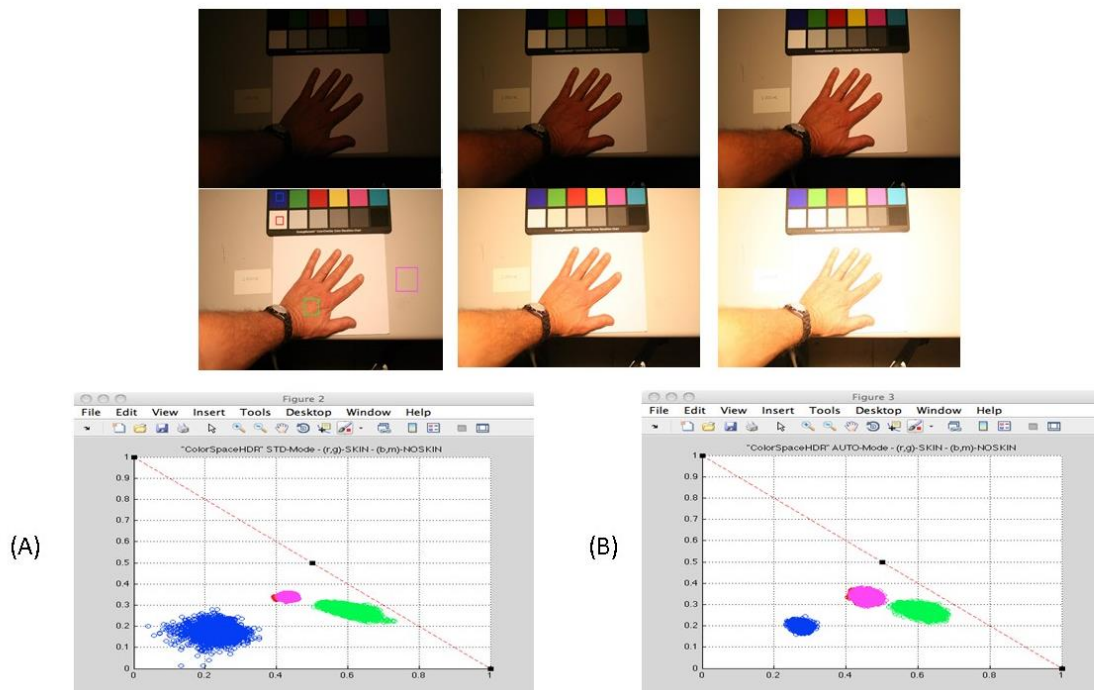 Figure 2
File Edit View Insert Tools Desktop Window Help
"ColorSpaceHDR" STD-Mode - (r,g)-SKIN - (b,m)-NOSKIN
1
0.9
0.8
0.7
0.6
0.5
0.4
0.3
0.2
0.1
0
0 0.2 0.4 0.6 0.8 1
(A)
Figure 3
File Edit View Insert Tools Desktop Window Help
"ColorSpaceHDR" AUTO-Mode - (r,g)-SKIN - (b,m)-NOSKIN
1
0.9
0.8
0.7
0.6
0.5
0.4
0.3
0.2
0.1
0
0 0.2 0.4 0.6 0.8 1
(B)